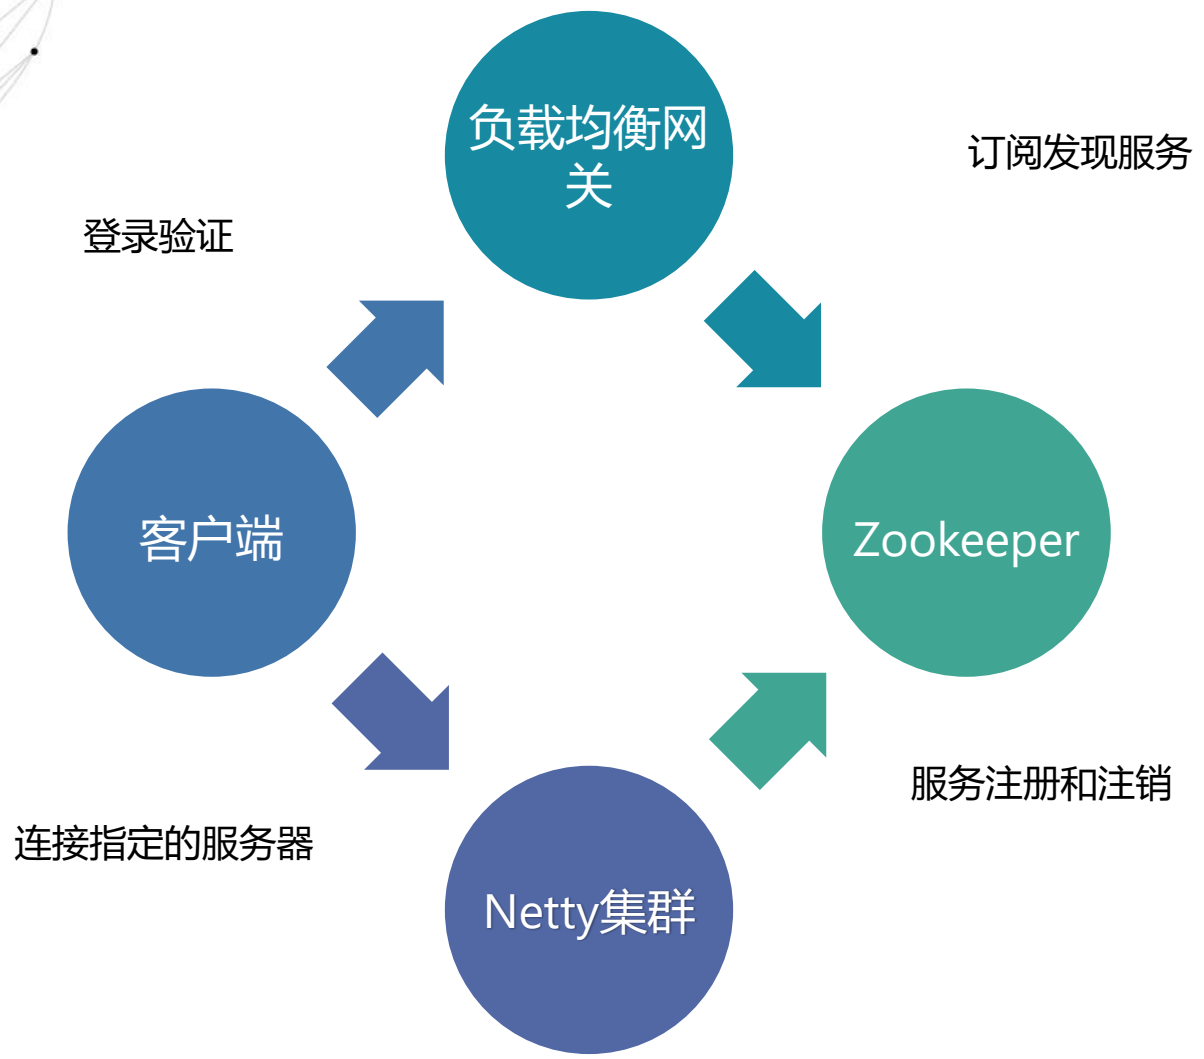 负载均衡网
关
订阅发现服务
登录验证
客户端
Zookeeper
服务注册和注销
连接指定的服务器
Netty集群